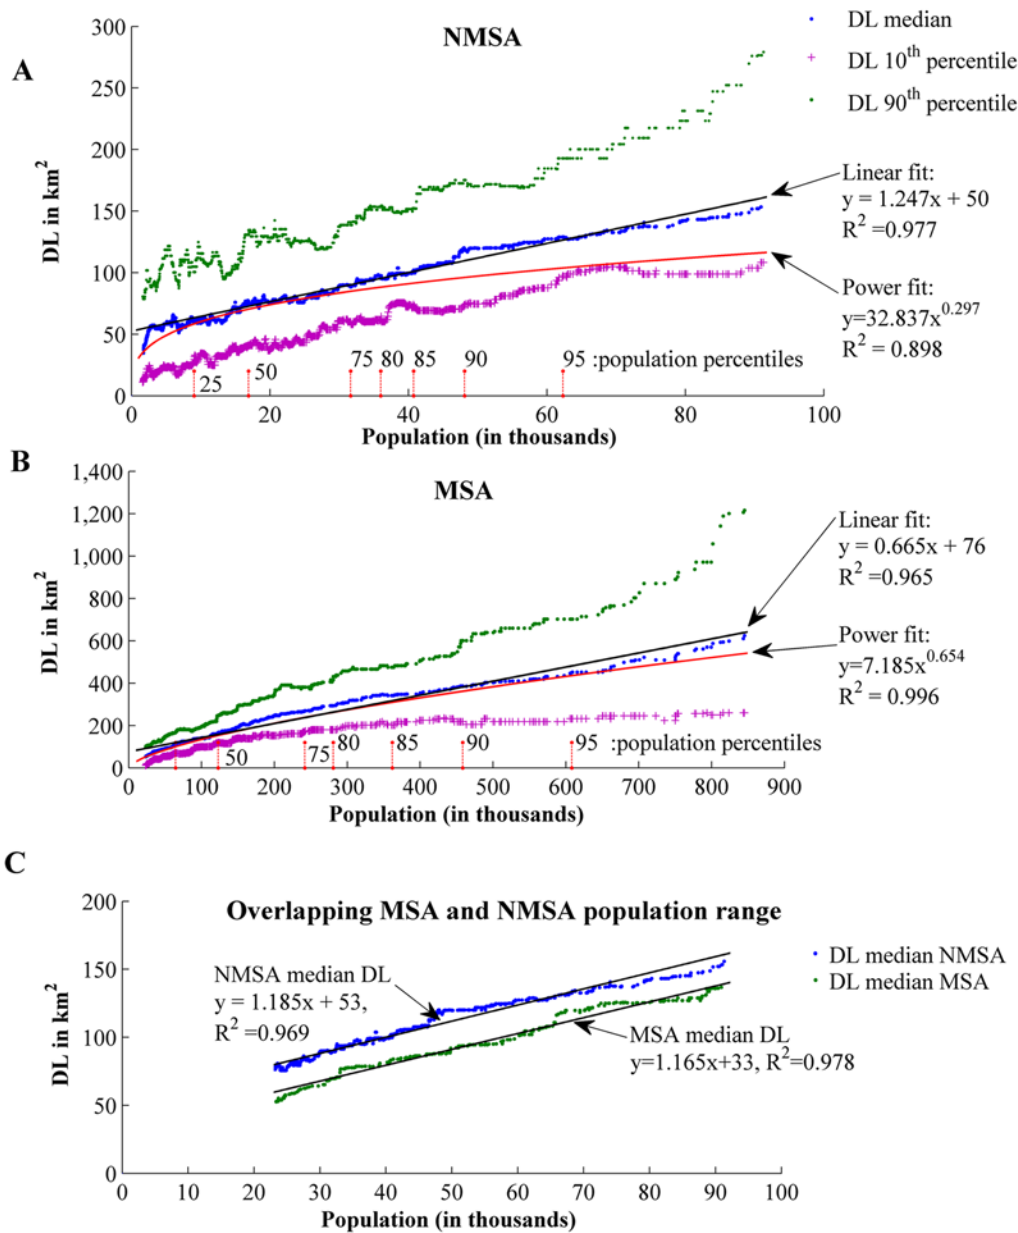 A
NMSA
DL median
DL 10th percentile
DL 90th percentile
300
250
200
150
100
50
0
DL in km2
Linear fit:
y = 1.247x + 50
R2 =0.977
Power fit:
y=32.837x0.297
R2 = 0.898
25
50
75
80
85
90
95 :population percentiles
0 20 40 60 80 100
Population (in thousands)
B
MSA
1,400
1,200
1,000
800
600
400
200
0
DL in km2
Linear fit:
y = 0.665x + 76
R2 =0.965
Power fit:
y=7.185x0.654
R2 = 0.996
50
75
80
85
90
95 :population percentiles
0 100 200 300 400 500 600 700 800 900
Population (in thousands)
C
Overlapping MSA and NMSA population range
200
150
100
50
0
DL in km2
NMSA median DL
y = 1.185x + 53,
R2 =0.969
MSA median DL
y=1.165x+33, R2=0.978
DL median NMSA
DL median MSA
0 10 20 30 40 50 60 70 80 90 100
Population (in thousands)